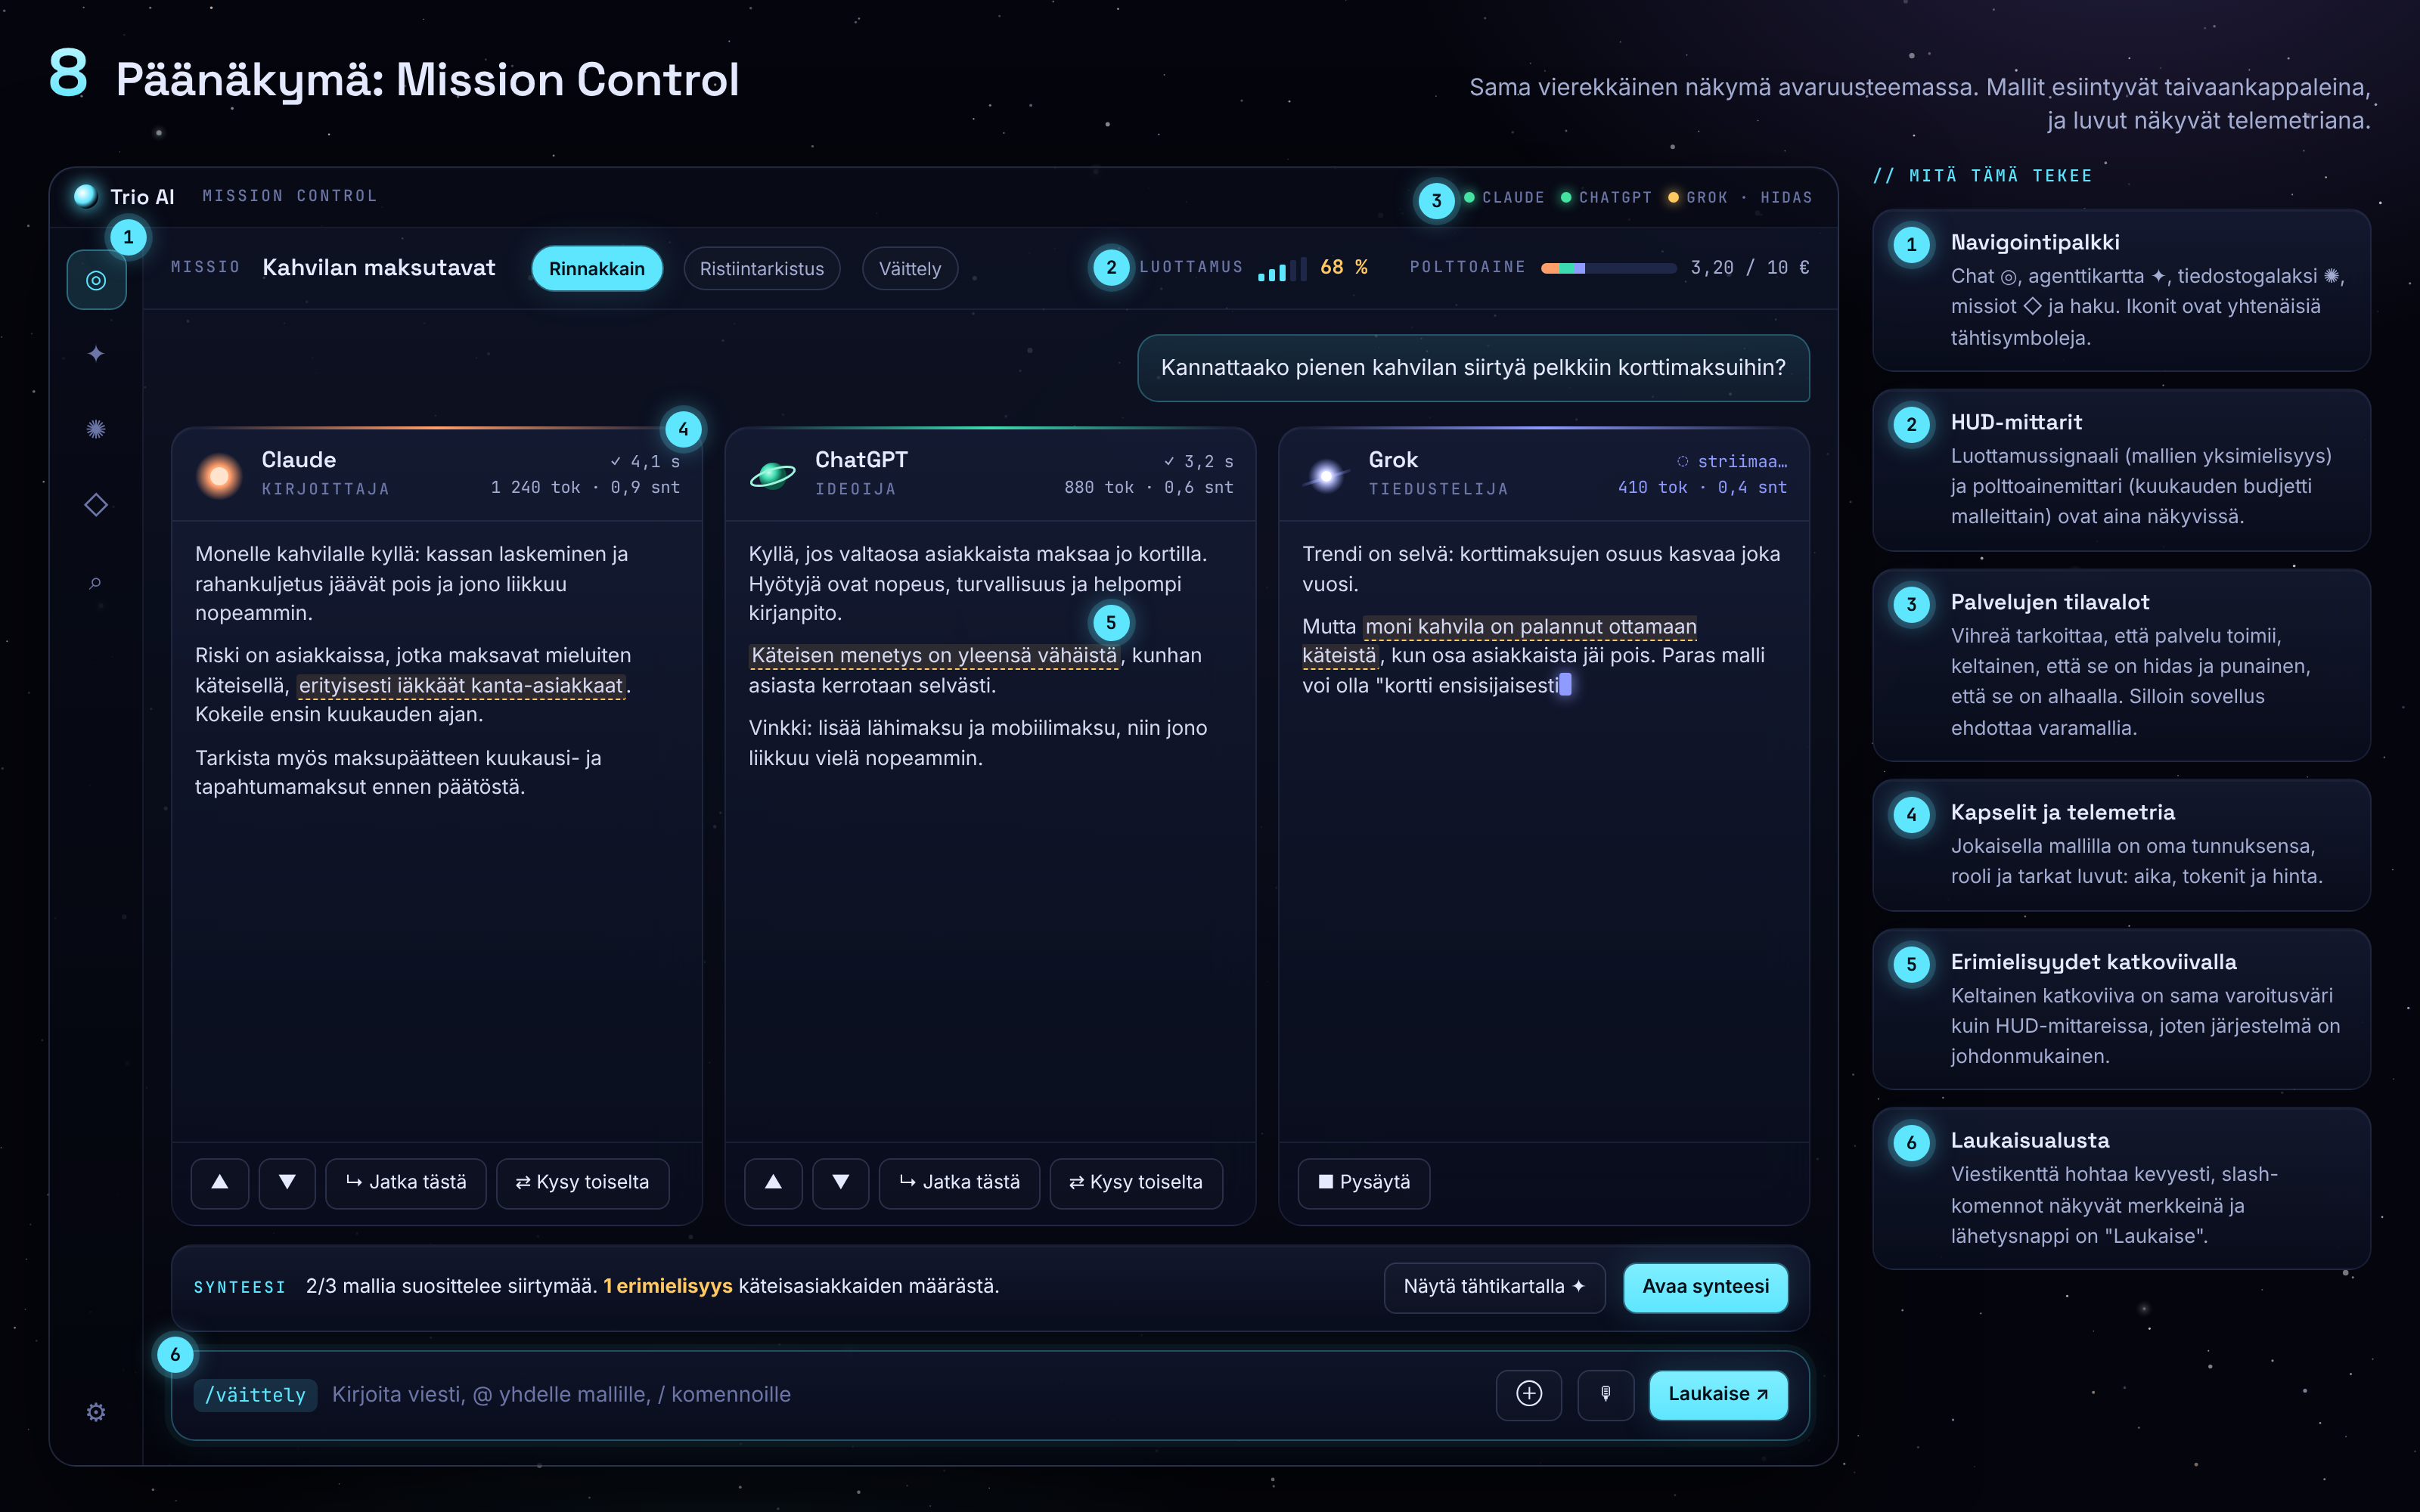 8 Päänäkymä: Mission Control
Sama vierekkäinen näkymä avaruusteemassa. Mallit esiintyvät taivaankappaleina,
ja luvut näkyvät telemetriana.
Trio AI MISSION CONTROL
3 CLAUDE CHATGPT GROK · HIDAS
1
MISSIO Kahvilan maksutavat Rinnakkain Ristiintarkistus Väittely
2 LUOTTAMUS 68 % POLTTOAINE 3,20 / 10 €
◎
✦
✺
◇
⌕
⚙
Kannattaako pienen kahvilan siirtyä pelkkiin korttimaksuihin?
4
Claude ✓ 4,1 s
KIRJOITTAJA 1 240 tok · 0,9 snt
Monelle kahvilalle kyllä: kassan laskeminen ja
rahankuljetus jäävät pois ja jono liikkuu
nopeammin.
Riski on asiakkaissa, jotka maksavat mieluiten
käteisellä, erityisesti iäkkäät kanta-asiakkaat.
Kokeile ensin kuukauden ajan.
Tarkista myös maksupäätteen kuukausi- ja
tapahtumamaksut ennen päätöstä.
▲ ▼ ↪ Jatka tästä ⇄ Kysy toiselta
ChatGPT ✓ 3,2 s
IDEOIJA 880 tok · 0,6 snt
Kyllä, jos valtaosa asiakkaista maksaa jo kortilla.
Hyötyjä ovat nopeus, turvallisuus ja helpompi
kirjanpito.
5
Käteisen menetys on yleensä vähäistä, kunhan
asiasta kerrotaan selvästi.
Vinkki: lisää lähimaksu ja mobiilimaksu, niin jono
liikkuu vielä nopeammin.
▲ ▼ ↪ Jatka tästä ⇄ Kysy toiselta
Grok ◌ striimaa…
TIEDUSTELIJA 410 tok · 0,4 snt
Trendi on selvä: korttimaksujen osuus kasvaa joka
vuosi.
Mutta moni kahvila on palannut ottamaan
käteistä, kun osa asiakkaista jäi pois. Paras malli
voi olla "kortti ensisijaisesti
■ Pysäytä
SYNTEESI 2/3 mallia suosittelee siirtymää. 1 erimielisyys käteisasiakkaiden määrästä.
Näytä tähtikartalla ✦ Avaa synteesi
6
/väittely Kirjoita viesti, @ yhdelle mallille, / komennoille
Laukaise ↗
// MITÄ TÄMÄ TEKEE
1 Navigointipalkki
Chat ◎, agenttikartta ✦, tiedostogalaksi ✺,
missiot ◇ ja haku. Ikonit ovat yhtenäisiä
tähtisymboleja.
2 HUD-mittarit
Luottamussignaali (mallien yksimielisyys)
ja polttoainemittari (kuukauden budjetti
malleittain) ovat aina näkyvissä.
3 Palvelujen tilavalot
Vihreä tarkoittaa, että palvelu toimii,
keltainen, että se on hidas ja punainen,
että se on alhaalla. Silloin sovellus
ehdottaa varamallia.
4 Kapselit ja telemetria
Jokaisella mallilla on oma tunnuksensa,
rooli ja tarkat luvut: aika, tokenit ja hinta.
5 Erimielisyydet katkoviivalla
Keltainen katkoviiva on sama varoitusväri
kuin HUD-mittareissa, joten järjestelmä on
johdonmukainen.
6 Laukaisualusta
Viestikenttä hohtaa kevyesti, slash-
komennot näkyvät merkkeinä ja
lähetysnappi on "Laukaise".